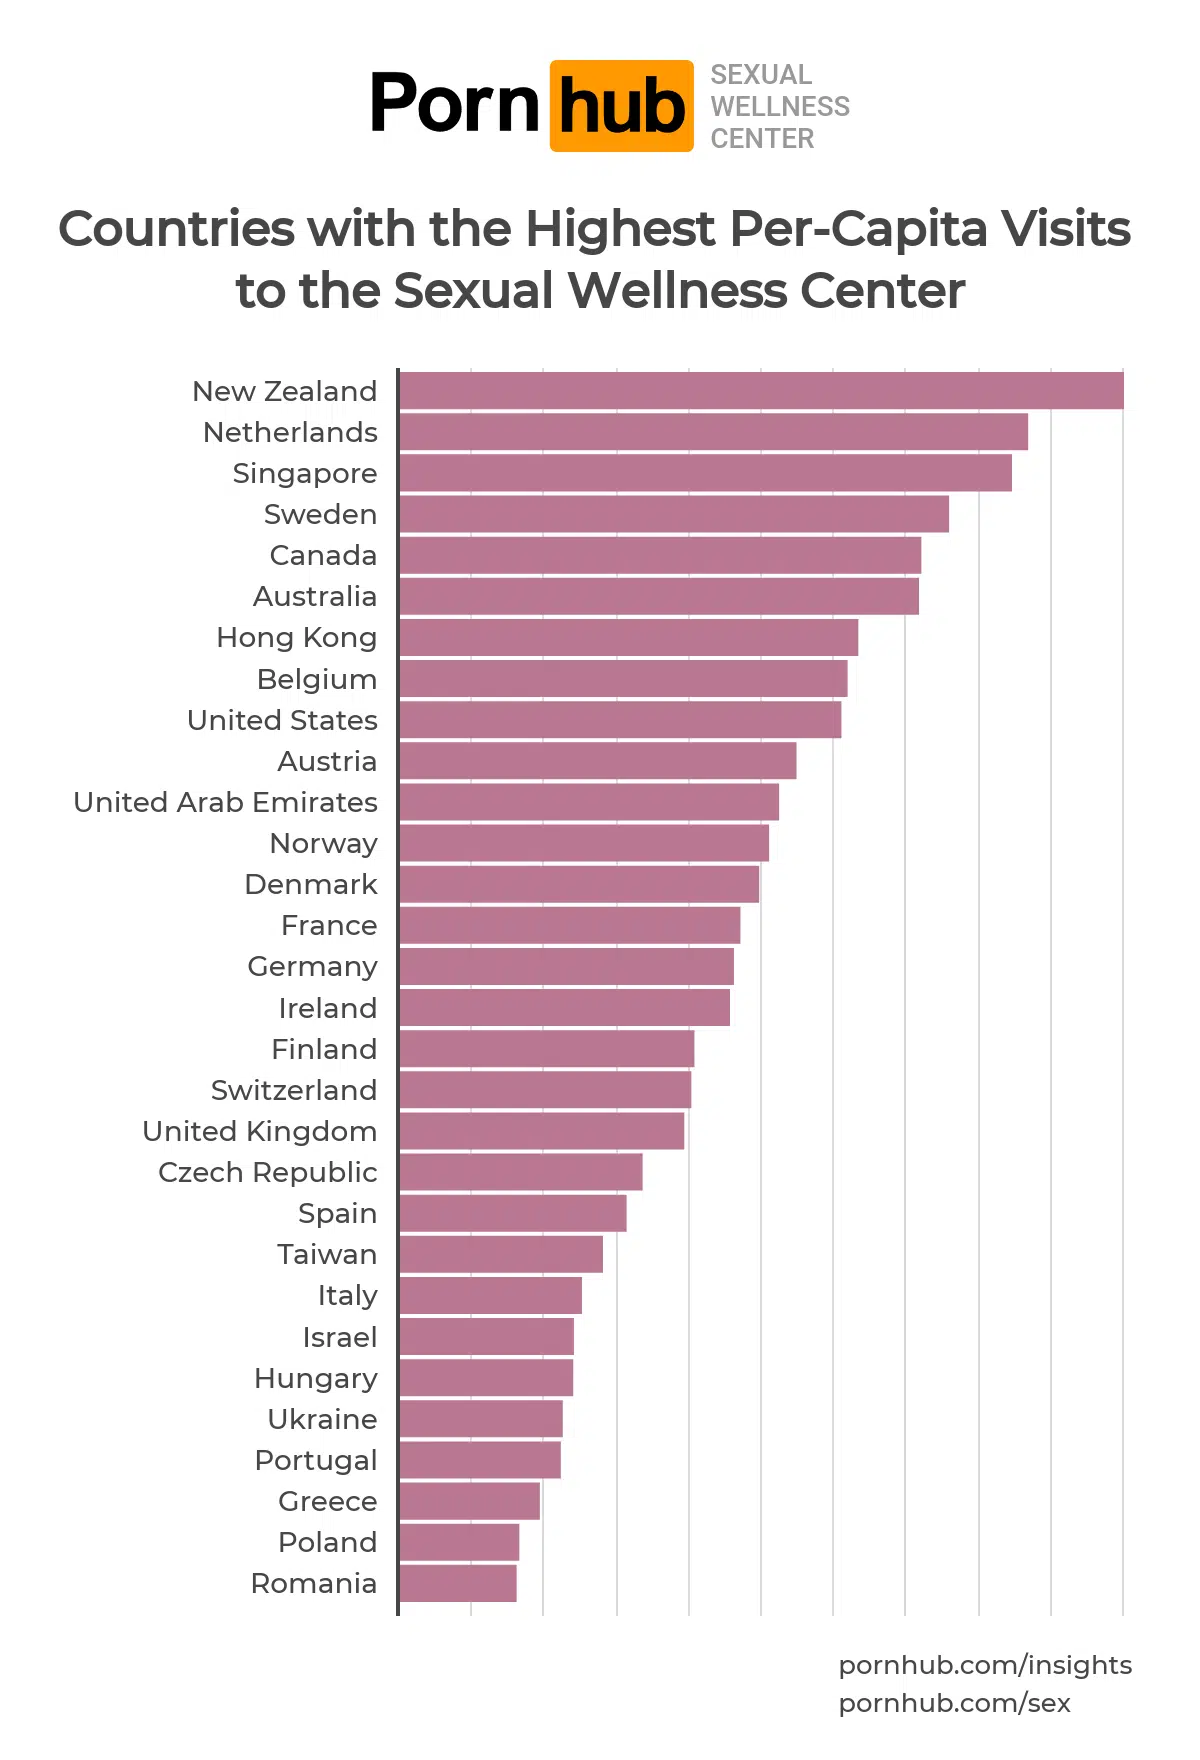 Pornhub
SEXUAL
WELLNESS
CENTER
Countries with the Highest Per-Capita Visits
to the Sexual Wellness Center
New Zealand
Netherlands
Singapore
Sweden
Canada
Australia
Hong Kong
Belgium
United States
Austria
United Arab Emirates
Norway
Denmark
France
Germany
Ireland
Finland
Switzerland
United Kingdom
Czech Republic
Spain
Taiwan
Italy
Israel
Hungary
Ukraine
Portugal
Greece
Poland
Romania
pornhub.com/insights
pornhub.com/sex